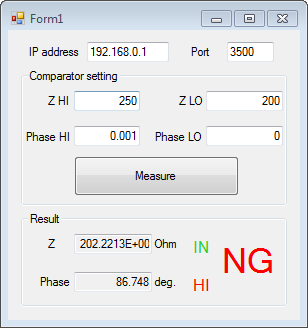 Form1
IP address 192.168.0.1 Port 3500
Comparator setting
Z HI 250 Z LO 200
Phase HI 0.001 Phase LO 0
Measure
Result
Z 202.2213E+00 Ohm IN
NG
Phase 86.748 deg. HI